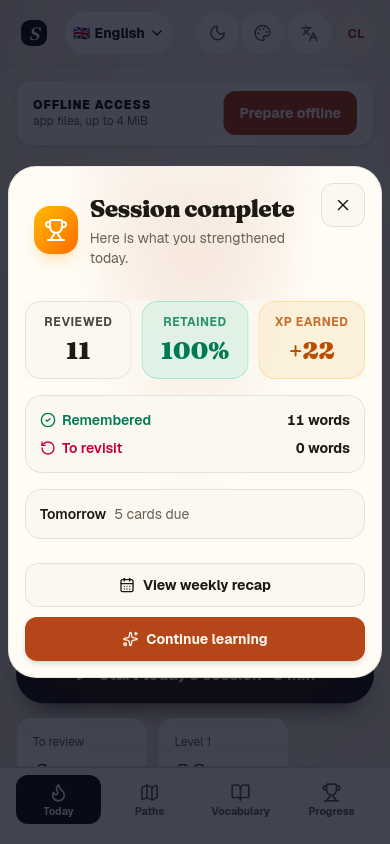 S
🇬🇧 English
CL
OFFLINE ACCESS
app files, up to 4 MiB
Prepare offline
Session complete
Here is what you strengthened
today.
REVIEWED
11
RETAINED
100%
XP EARNED
+22
Remembered
11 words
To revisit
0 words
Tomorrow 5 cards due
View weekly recap
Continue learning
To review
Level 1
Today
Paths
Vocabulary
Progress